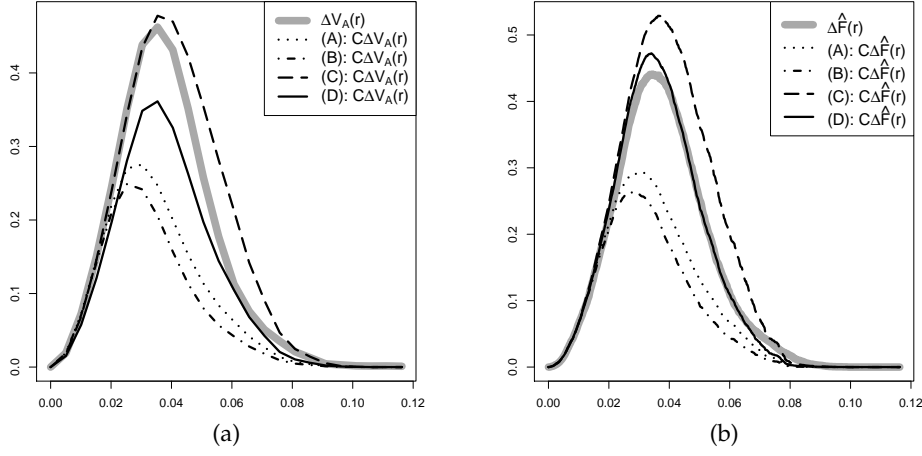 ΔV_A(r)
(A): CΔV_A(r)
(B): CΔV_A(r)
(C): CΔV_A(r)
(D): CΔV_A(r)
0.0 0.1 0.2 0.3 0.4
0.00 0.02 0.04 0.06 0.08 0.10 0.12
(a)
ΔF̂(r)
(A): CΔF̂(r)
(B): CΔF̂(r)
(C): CΔF̂(r)
(D): CΔF̂(r)
0.0 0.1 0.2 0.3 0.4 0.5
0.00 0.02 0.04 0.06 0.08 0.10 0.12
(b)